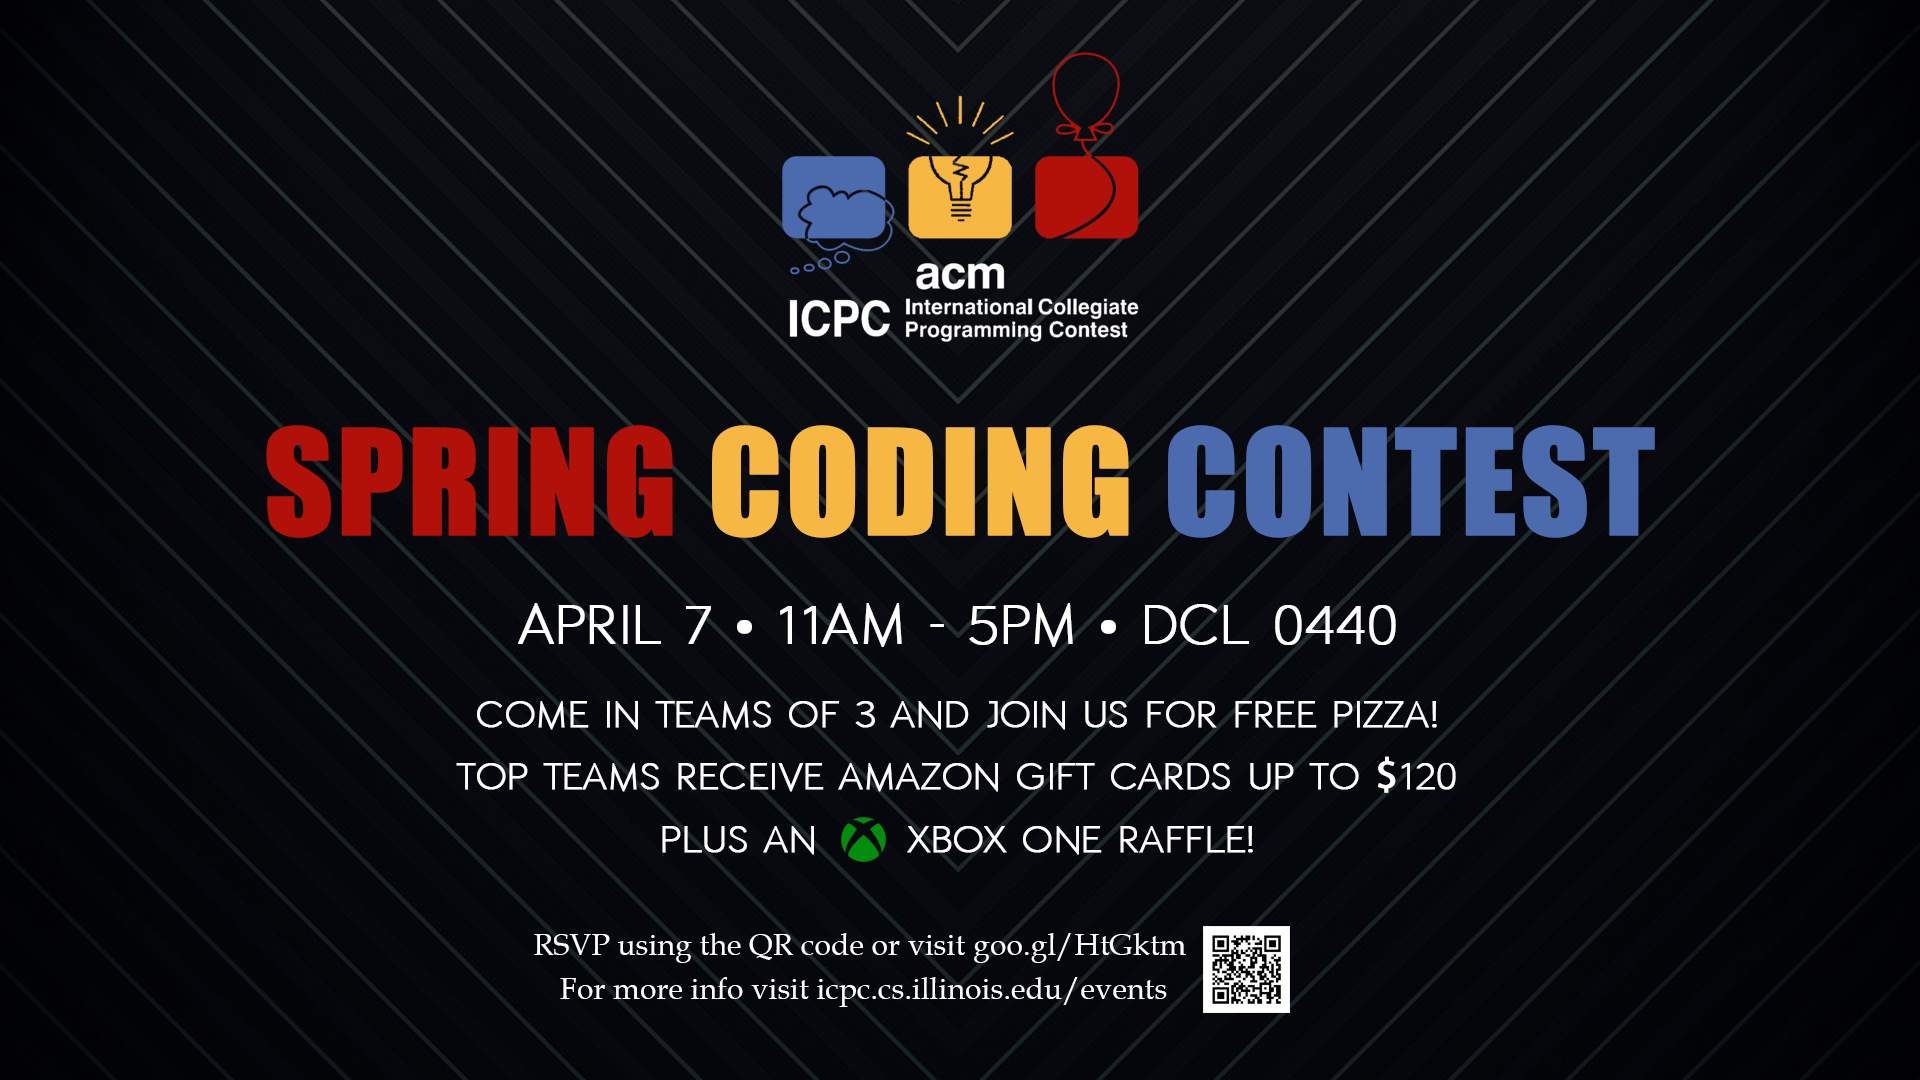 acm
ICPC International Collegiate
Programming Contest
SPRING CODING CONTEST
APRIL 7 • 11AM - 5PM • DCL 0440
COME IN TEAMS OF 3 AND JOIN US FOR FREE PIZZA!
TOP TEAMS RECEIVE AMAZON GIFT CARDS UP TO $120
PLUS AN XBOX ONE RAFFLE!
RSVP using the QR code or visit goo.gl/HtGktm
For more info visit icpc.cs.illinois.edu/events